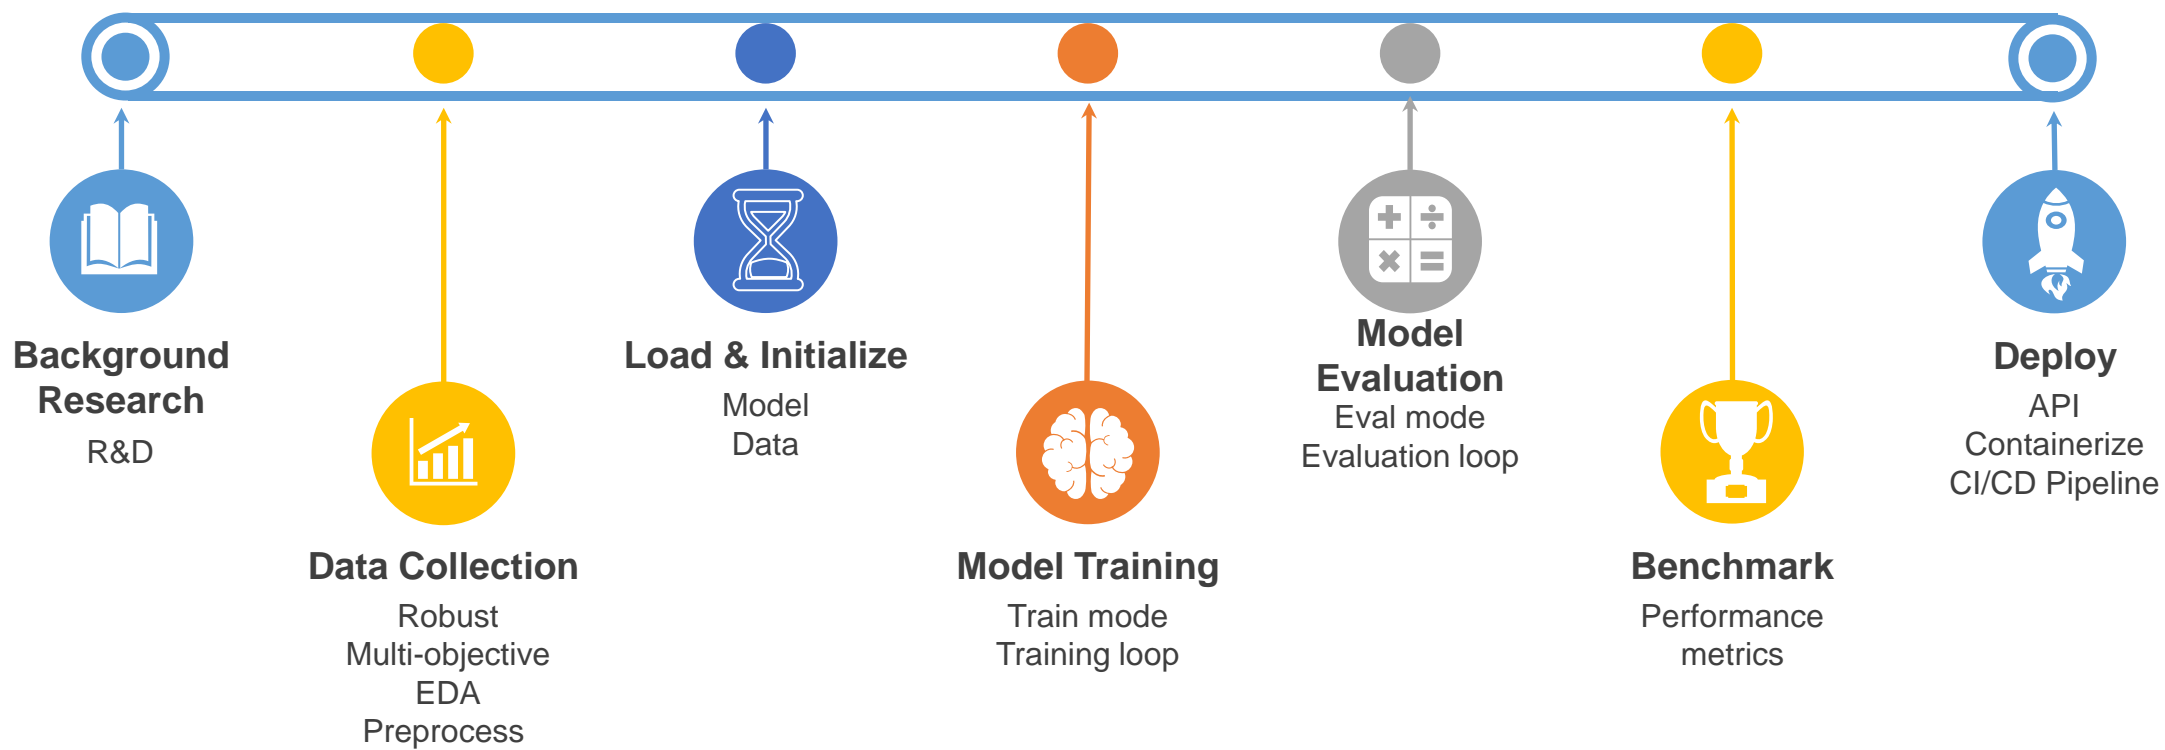 Background
Research
R&D
Data Collection
Robust
Multi-objective
EDA
Preprocess
Load & Initialize
Model
Data
Model Training
Train mode
Training loop
Model
Evaluation
Eval mode
Evaluation loop
Benchmark
Performance
metrics
Deploy
API
Containerize
CI/CD Pipeline